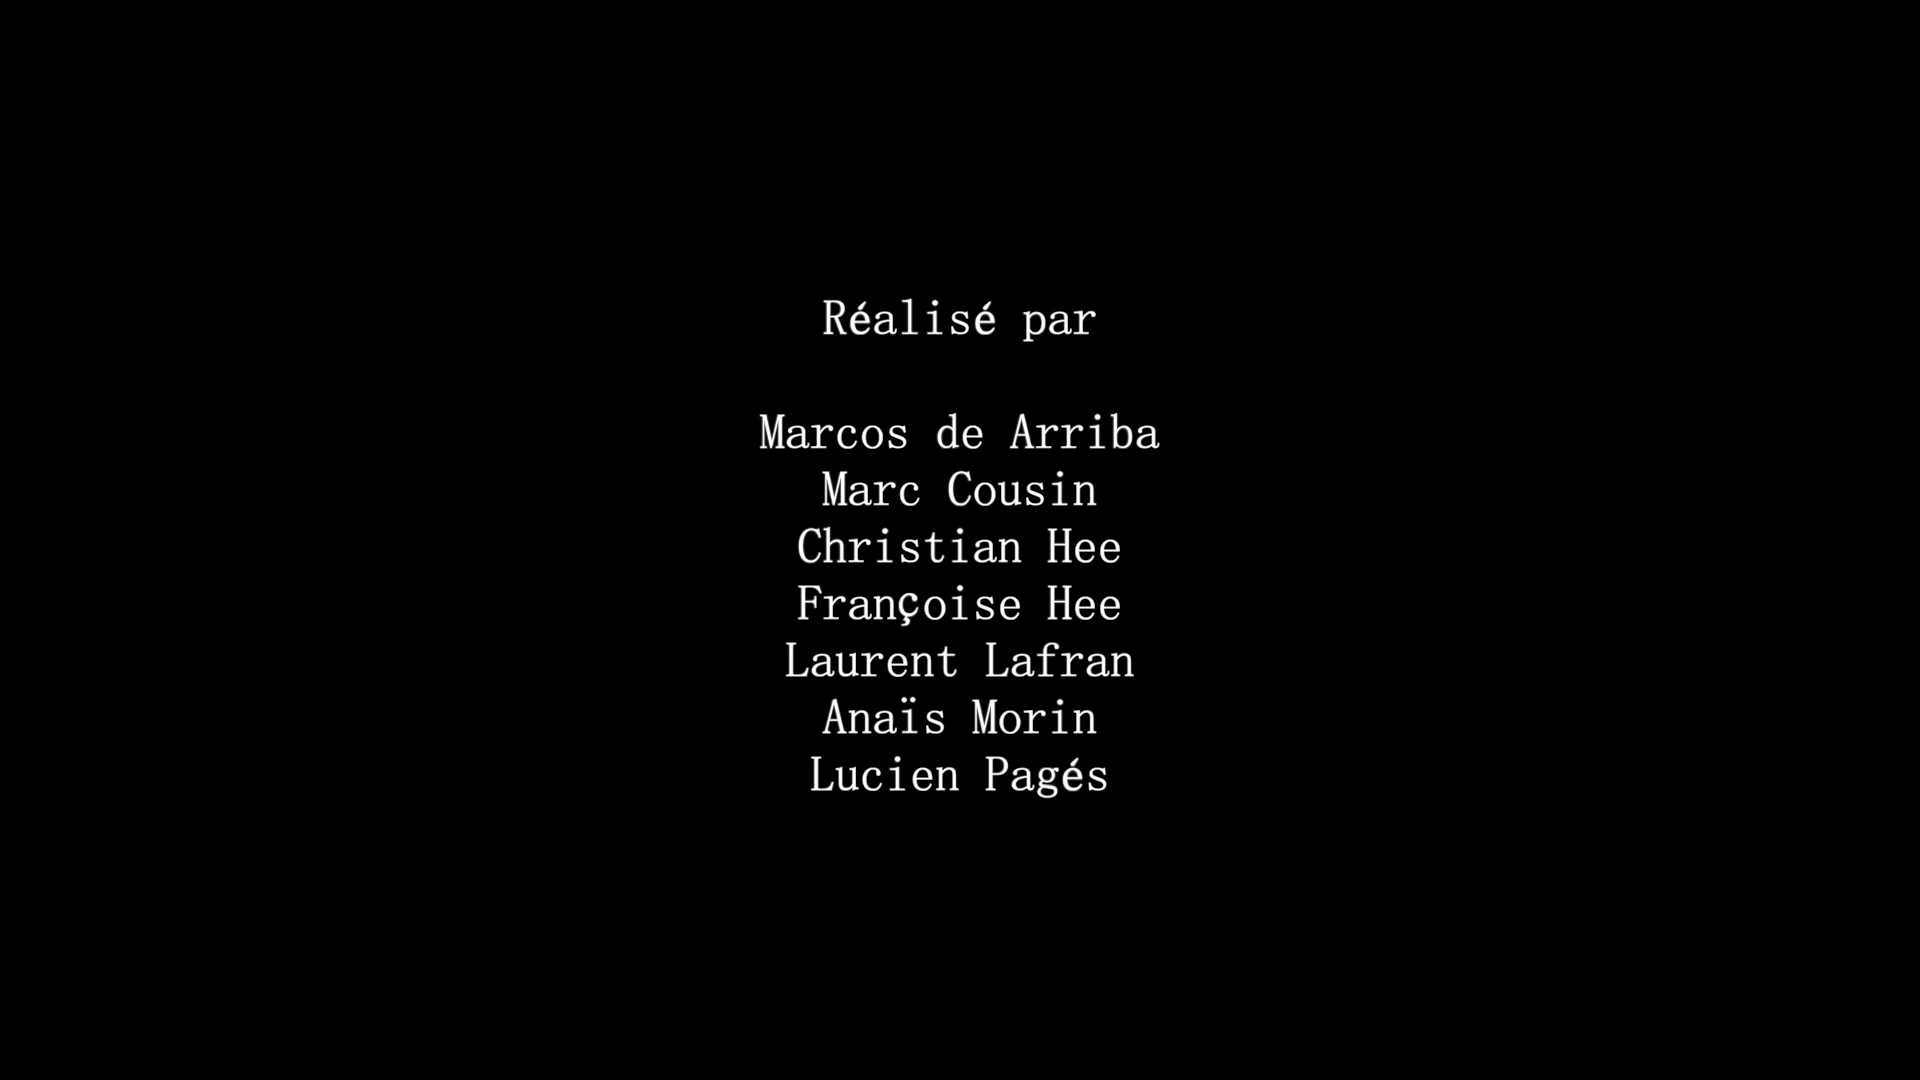 Réalisé par
Marcos de Arriba
Marc Cousin
Christian Hee
Françoise Hee
Laurent Lafran
Anaïs Morin
Lucien Pagés